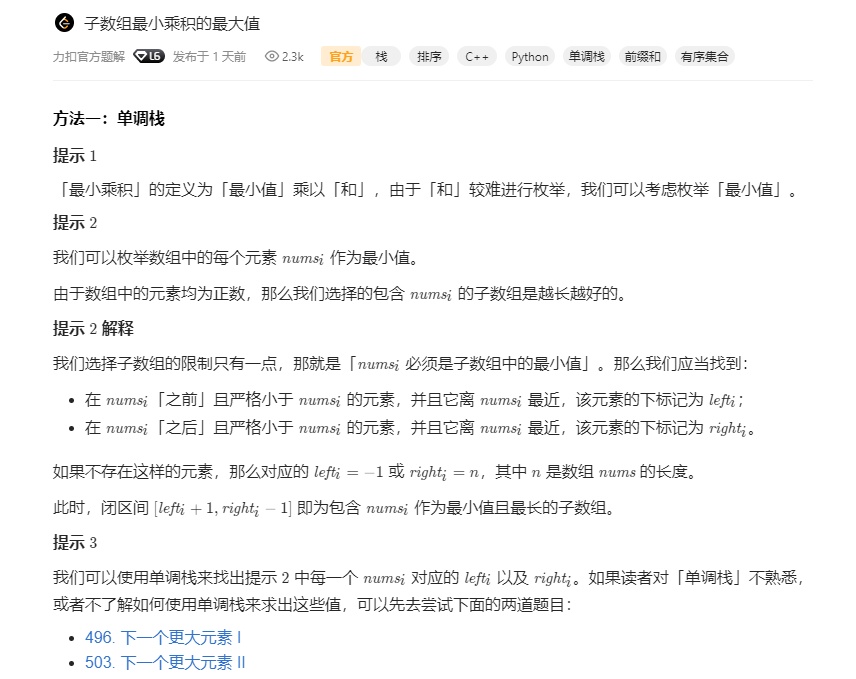 子数组最小乘积的最大值
力扣官方题解 L6 发布于 1 天前 2.3k 官方 栈 排序 C++ Python 单调栈 前缀和 有序集合
方法一：单调栈
提示 1
「最小乘积」的定义为「最小值」乘以「和」，由于「和」较难进行枚举，我们可以考虑枚举「最小值」。
提示 2
我们可以枚举数组中的每个元素 numsᵢ 作为最小值。
由于数组中的元素均为正数，那么我们选择的包含 numsᵢ 的子数组是越长越好的。
提示 2 解释
我们选择子数组的限制只有一点，那就是「numsᵢ 必须是子数组中的最小值」。那么我们应当找到：
• 在 numsᵢ「之前」且严格小于 numsᵢ 的元素，并且它离 numsᵢ 最近，该元素的下标记为 leftᵢ；
• 在 numsᵢ「之后」且严格小于 numsᵢ 的元素，并且它离 numsᵢ 最近，该元素的下标记为 rightᵢ。
如果不存在这样的元素，那么对应的 leftᵢ = −1 或 rightᵢ = n，其中 n 是数组 nums 的长度。
此时，闭区间 [leftᵢ + 1, rightᵢ − 1] 即为包含 numsᵢ 作为最小值且最长的子数组。
提示 3
我们可以使用单调栈来找出提示 2 中每一个 numsᵢ 对应的 leftᵢ 以及 rightᵢ。如果读者对「单调栈」不熟悉，
或者不了解如何使用单调栈来求出这些值，可以先去尝试下面的两道题目：
• 496. 下一个更大元素 I
• 503. 下一个更大元素 II